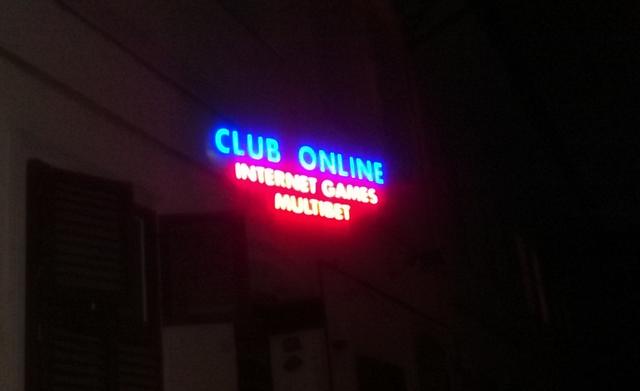 CLUB ONLINE
INTERNET GAMES
MULTIBET